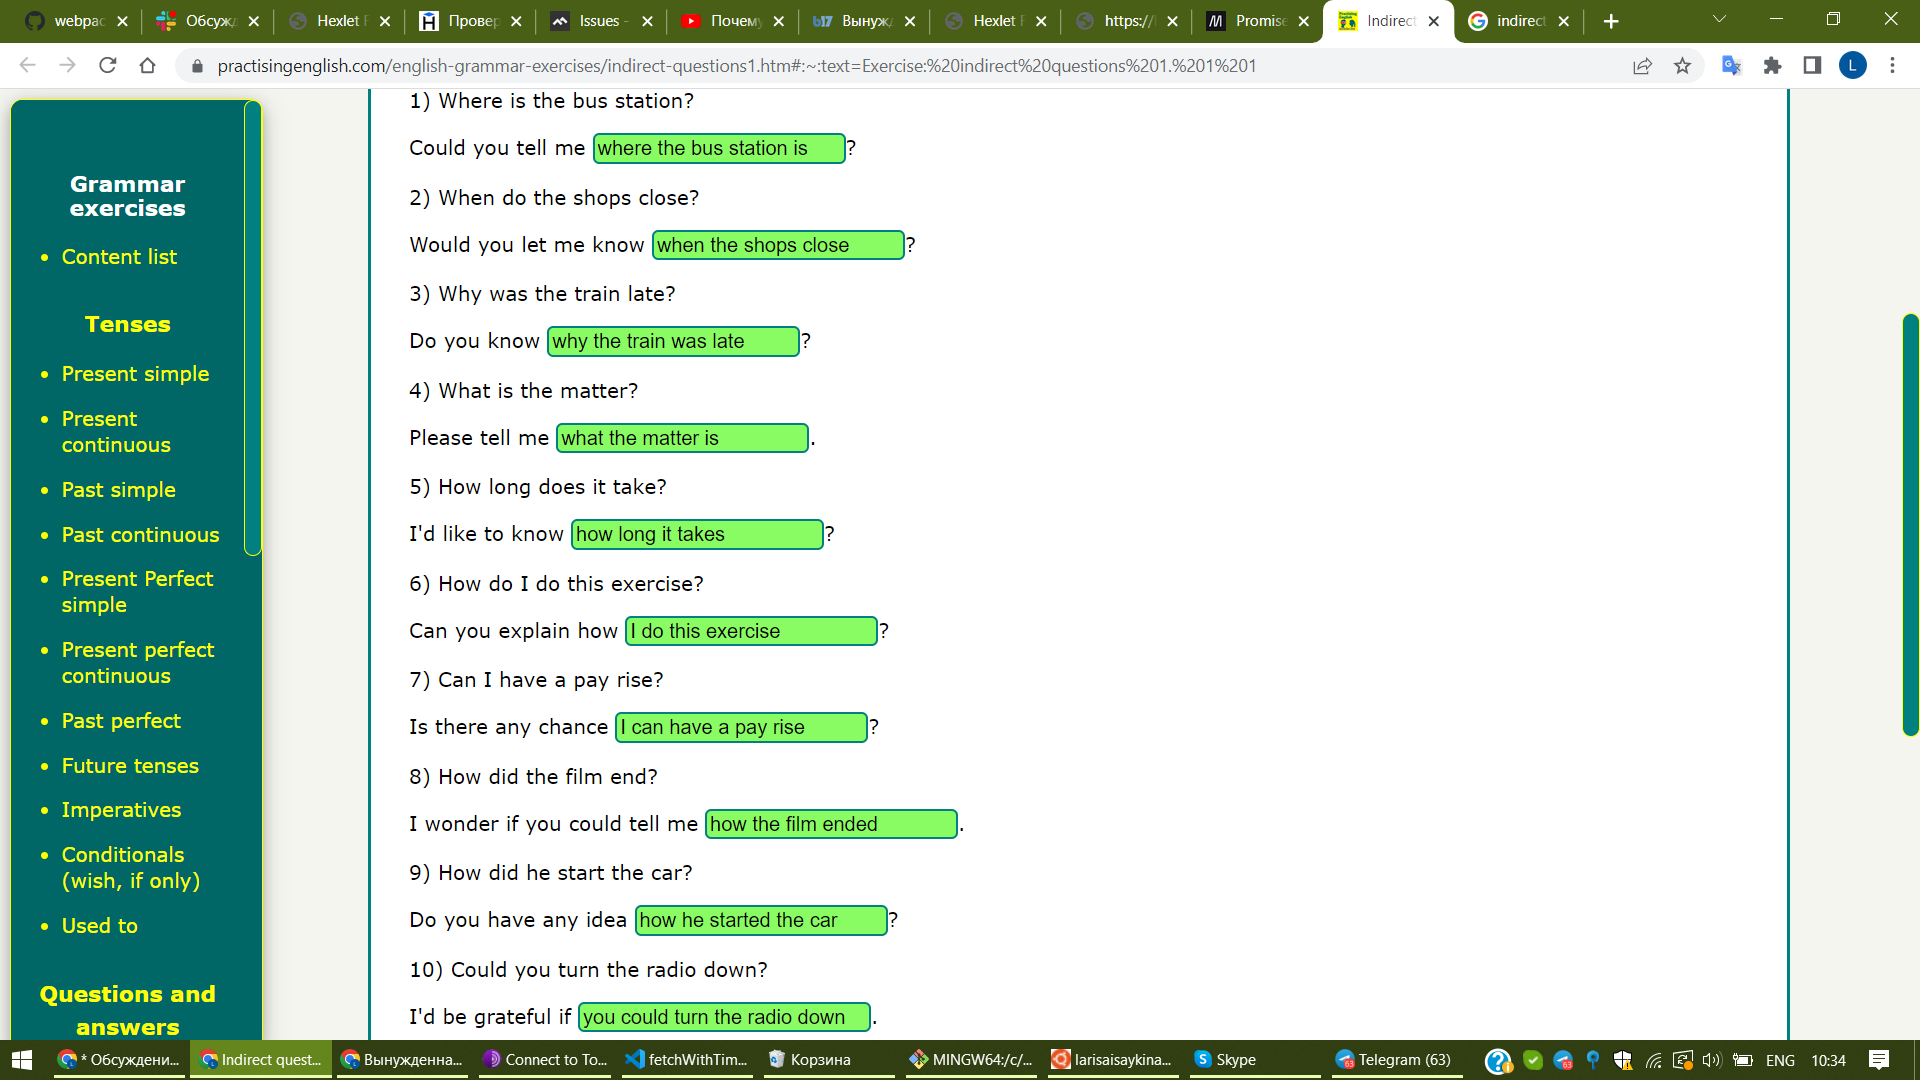 webpac
Обсуж
Hexlet F
Провер
Issues -
Почему
Вынуж
Hexlet F
https://
Promise
Indirect
indirect
practisingenglish.com/english-grammar-exercises/indirect-questions1.htm#:~:text=Exercise:%20indirect%20questions%201.%201%201
L
Grammar
exercises
• Content list
Tenses
• Present simple
• Present
continuous
• Past simple
• Past continuous
• Present Perfect
simple
• Present perfect
continuous
• Past perfect
• Future tenses
• Imperatives
• Conditionals
(wish, if only)
• Used to
Questions and
answers
1) Where is the bus station?
Could you tell me where the bus station is ?
2) When do the shops close?
Would you let me know when the shops close ?
3) Why was the train late?
Do you know why the train was late ?
4) What is the matter?
Please tell me what the matter is .
5) How long does it take?
I'd like to know how long it takes ?
6) How do I do this exercise?
Can you explain how I do this exercise ?
7) Can I have a pay rise?
Is there any chance I can have a pay rise ?
8) How did the film end?
I wonder if you could tell me how the film ended .
9) How did he start the car?
Do you have any idea how he started the car ?
10) Could you turn the radio down?
I'd be grateful if you could turn the radio down .
* Обсуждени...
Indirect quest...
Вынужденна...
Connect to To...
fetchWithTim...
Корзина
MINGW64:/c/...
larisaisaykina...
Skype
Telegram (63)
ENG
10:34